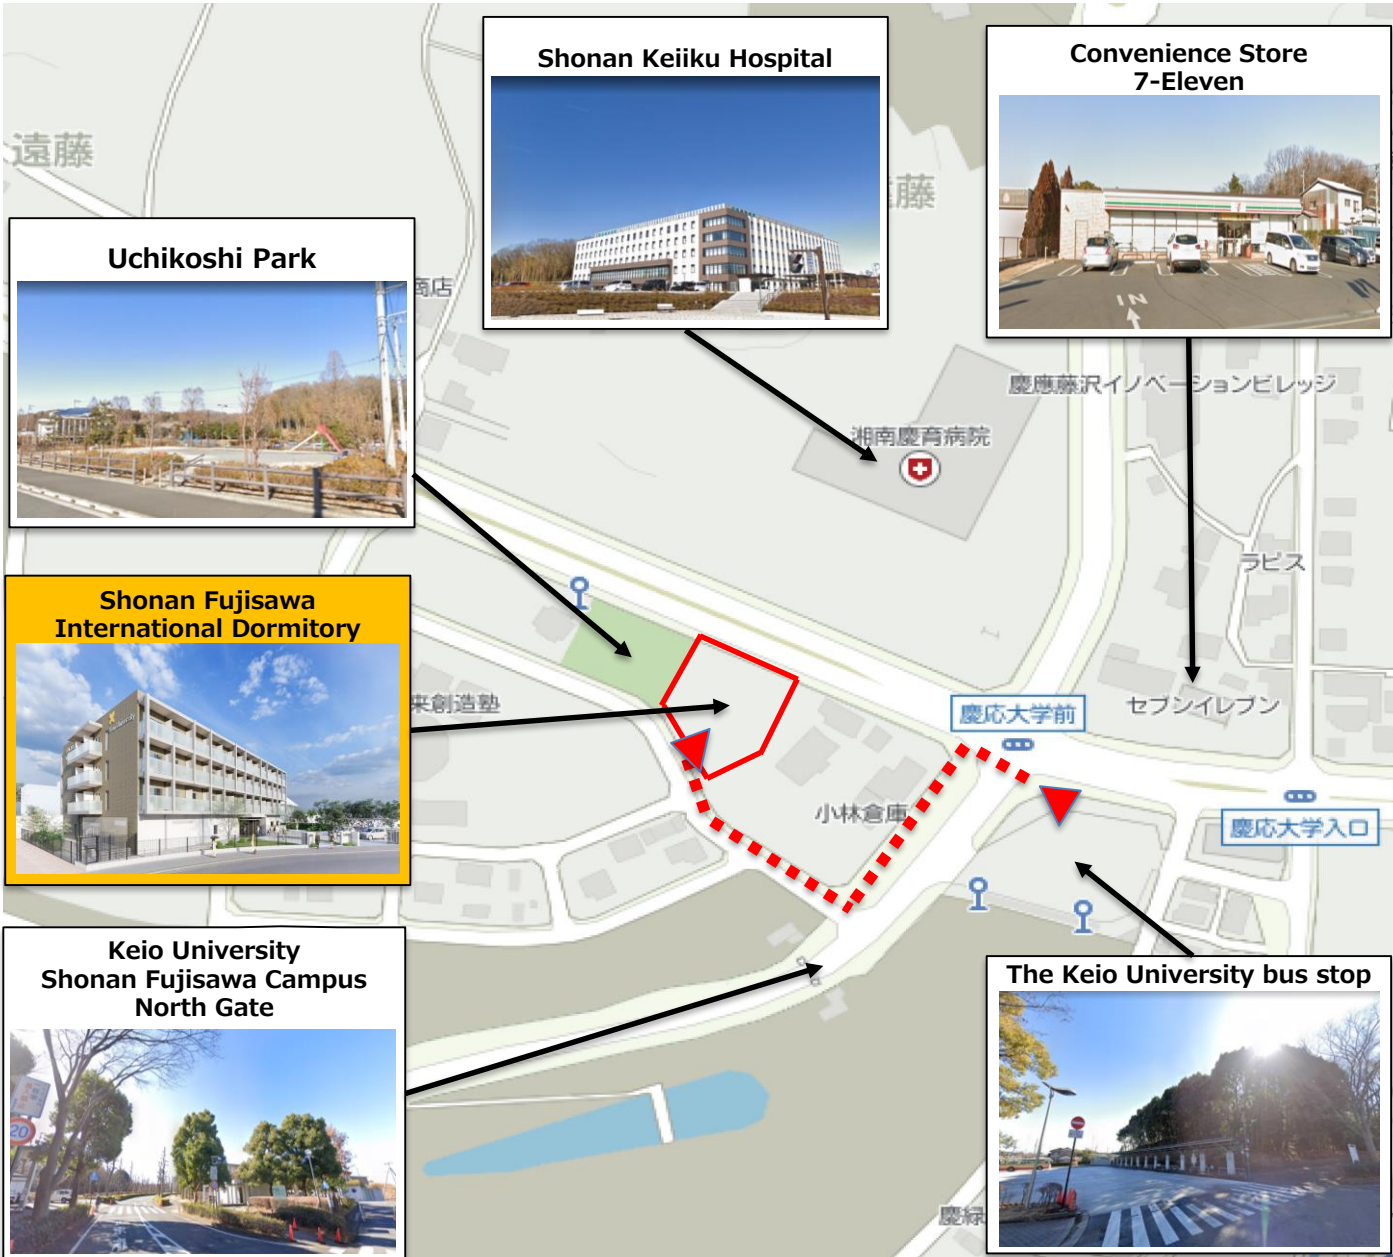 Shonan Keiiku Hospital
Convenience Store
7-Eleven
IN
遠藤
藤
Uchikoshi Park
商店
慶應藤沢イノベーションビレッジ
湘南慶育病院
ラピス
Shonan Fujisawa
International Dormitory
来創造塾
慶応大学前
セブンイレブン
小林倉庫
慶応大学入口
Keio University
Shonan Fujisawa Campus
North Gate
20
The Keio University bus stop
慶緑